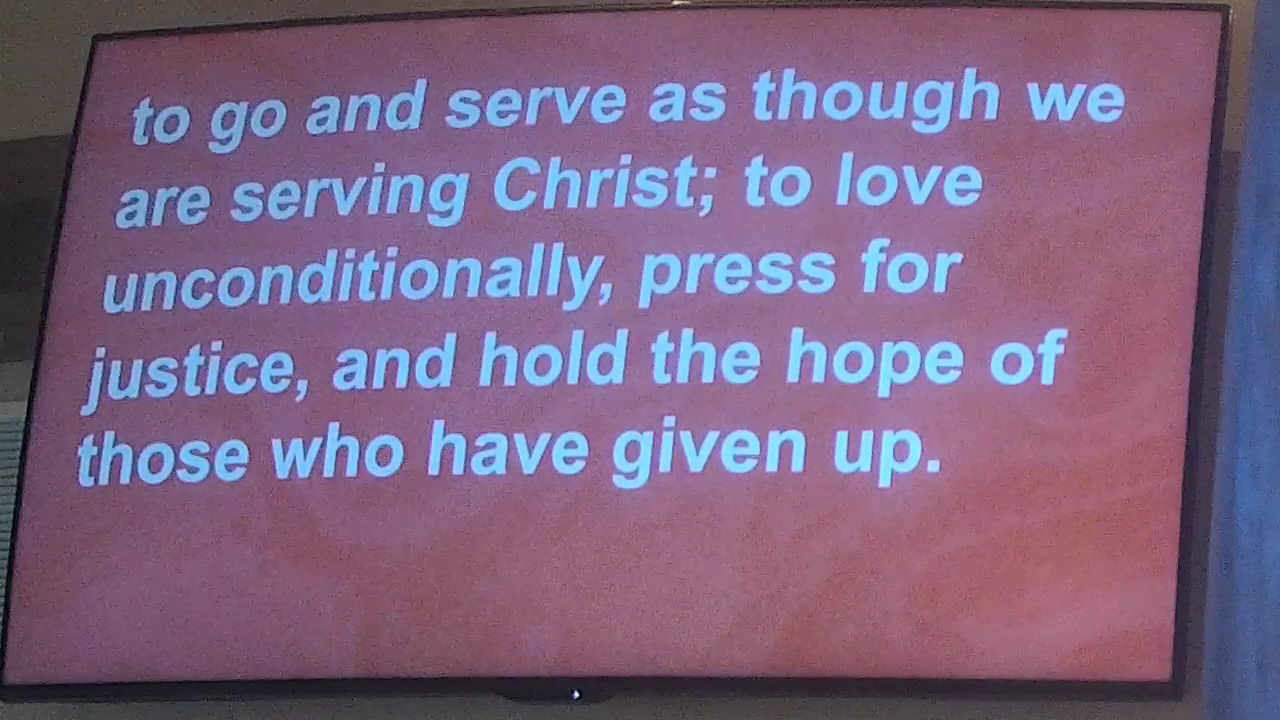 to go and serve as though we
are serving Christ; to love
unconditionally, press for
justice, and hold the hope of
those who have given up.